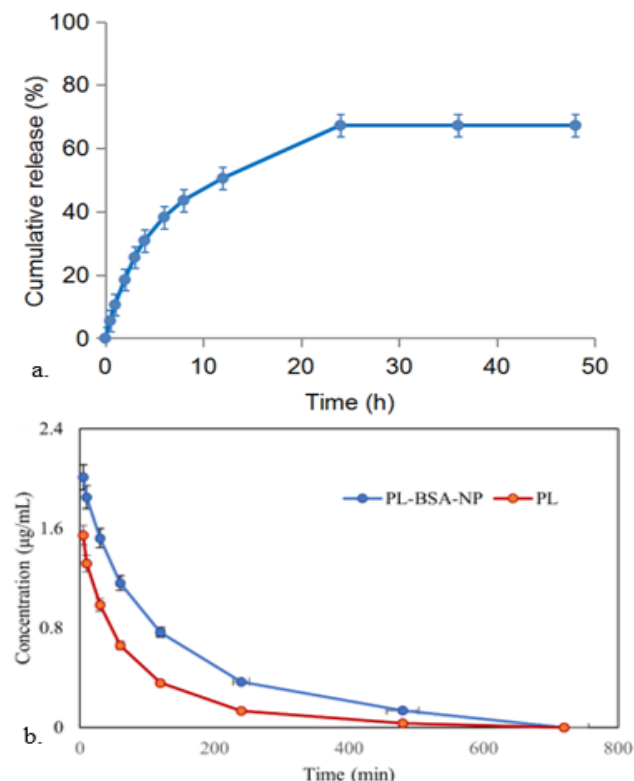 100
80
60
40
20
0
Cumulative release (%)
0 10 20 30 40 50
Time (h)
a.
2.4
1.6
0.8
0
Concentration (μg/mL)
PL-BSA-NP PL
0 200 400 600 800
Time (min)
b.